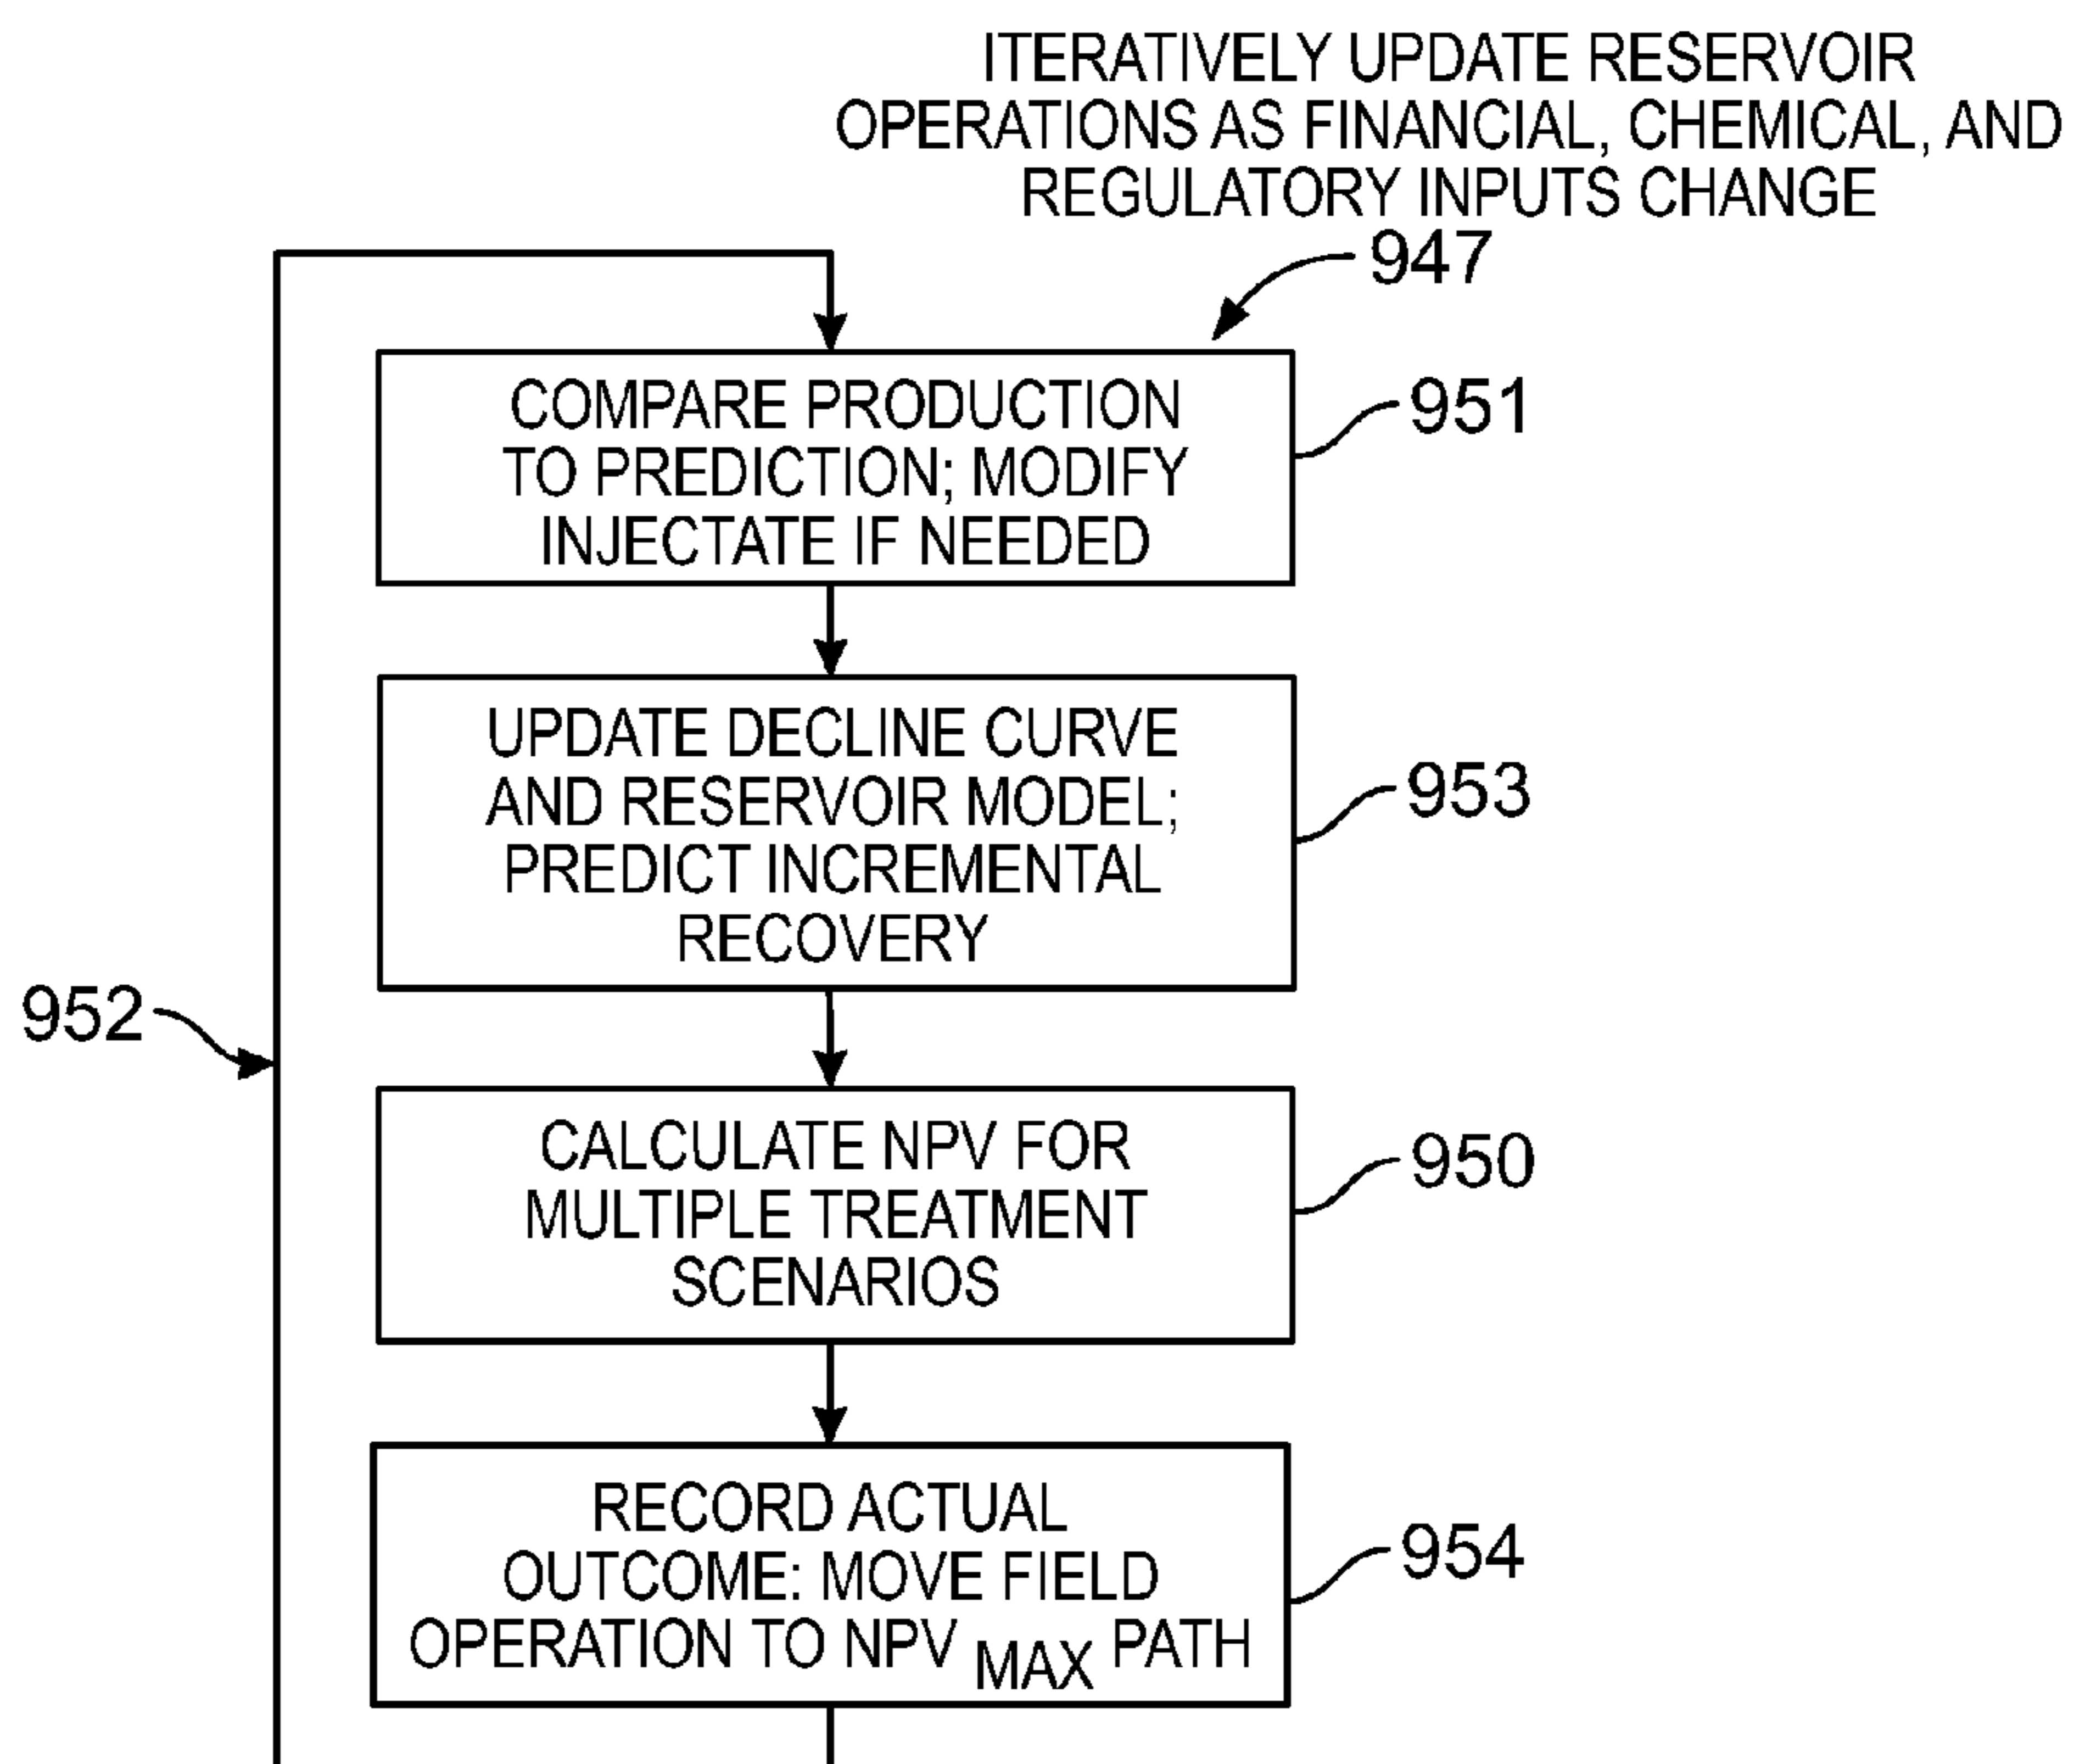 ITERATIVELY UPDATE RESERVOIR
OPERATIONS AS FINANCIAL, CHEMICAL, AND
REGULATORY INPUTS CHANGE
947
COMPARE PRODUCTION
TO PREDICTION; MODIFY
INJECTATE IF NEEDED
951
UPDATE DECLINE CURVE
AND RESERVOIR MODEL;
PREDICT INCREMENTAL
RECOVERY
953
952
CALCULATE NPV FOR
MULTIPLE TREATMENT
SCENARIOS
950
RECORD ACTUAL
OUTCOME: MOVE FIELD
OPERATION TO NPV MAX PATH
954